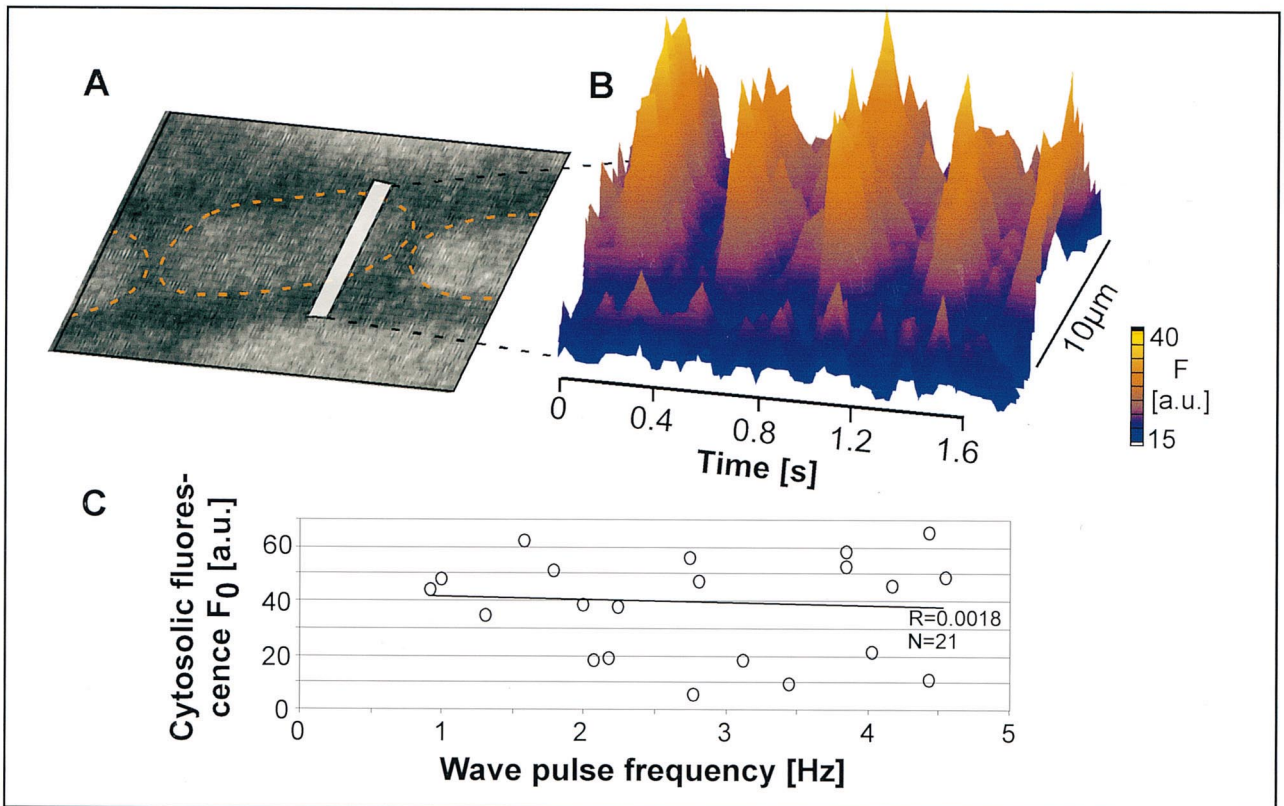 A
B
10µm
40
F
[a.u.]
15
0
0.4
0.8
1.2
1.6
Time [s]
C
Cytosolic fluores-
cence F0 [a.u.]
60
40
20
0
R=0.0018
N=21
0
1
2
3
4
5
Wave pulse frequency [Hz]